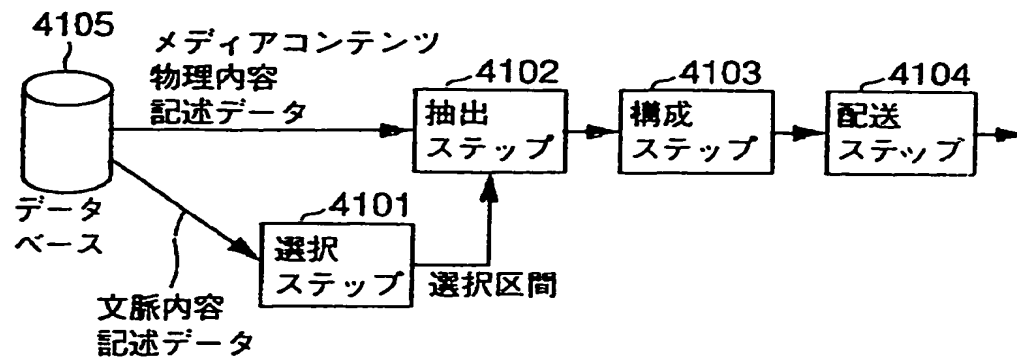 4105
メディアコンテンツ
物理内容
記述データ
4102
抽出
ステップ
4103
構成
ステップ
4104
配送
ステップ
データ
ベース
4101
選択
ステップ
選択区間
文脈内容
記述データ